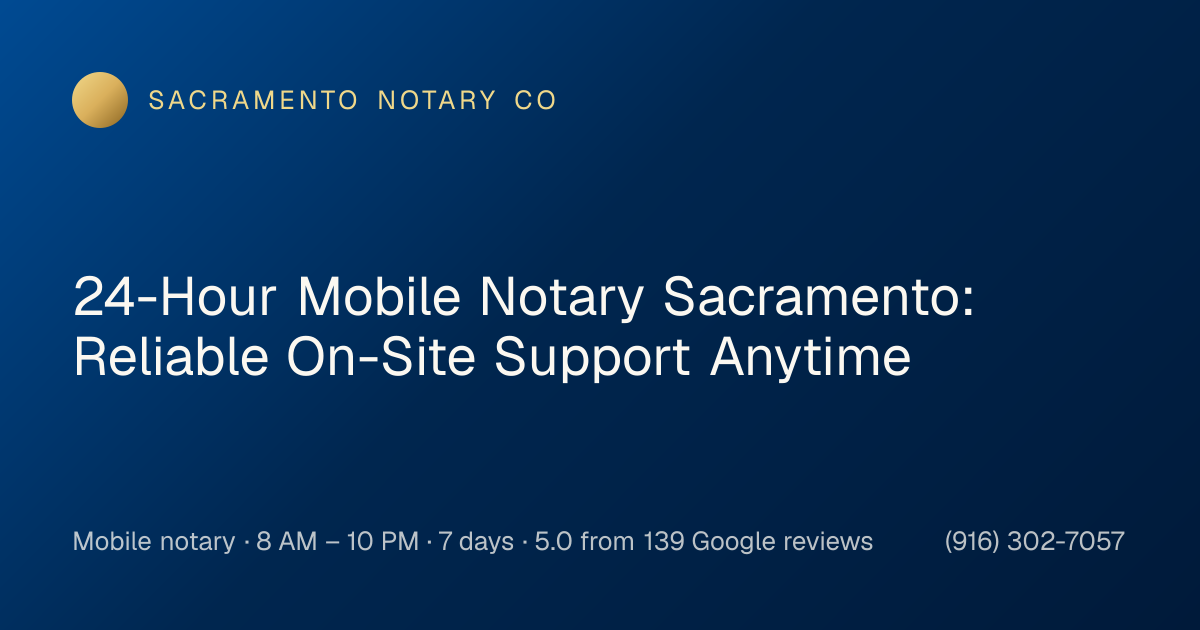 SACRAMENTO NOTARY CO
24-Hour Mobile Notary Sacramento:
Reliable On-Site Support Anytime
Mobile notary · 8 AM – 10 PM · 7 days · 5.0 from 139 Google reviews
(916) 302-7057